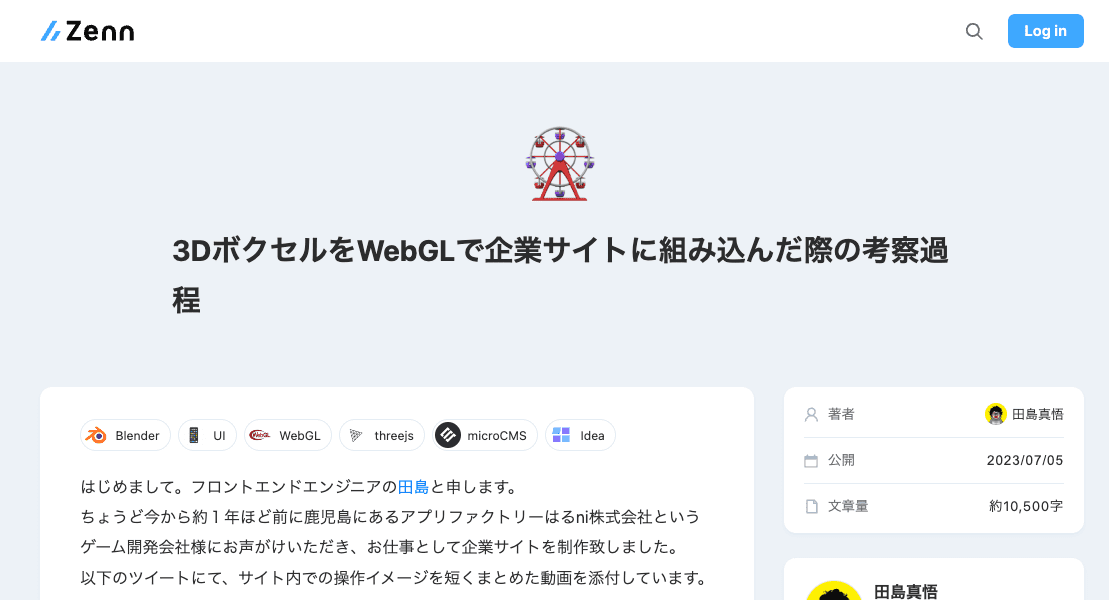 Zenn
Log in
3DボクセルをWebGLで企業サイトに組み込んだ際の考察過
程
Blender
UI
WebGL
threejs
microCMS
Idea
はじめまして。フロントエンドエンジニアの田島と申します。
ちょうど今から約１年ほど前に鹿児島にあるアプリファクトリーはるni株式会社という
ゲーム開発会社様にお声がけいただき、お仕事として企業サイトを制作致しました。
以下のツイートにて、サイト内での操作イメージを短くまとめた動画を添付しています。
著者
田島真悟
公開
2023/07/05
文章量
約10,500字
田島真悟